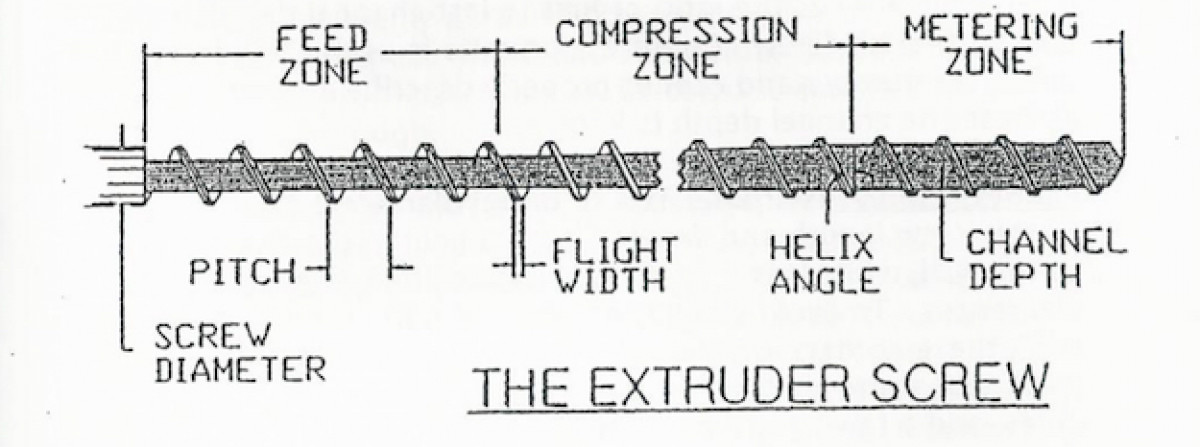 FEED
ZONE
COMPRESSION
ZONE
METERING
ZONE
PITCH
FLIGHT
WIDTH
HELIX
ANGLE
CHANNEL
DEPTH
SCREW
DIAMETER
THE EXTRUDER SCREW